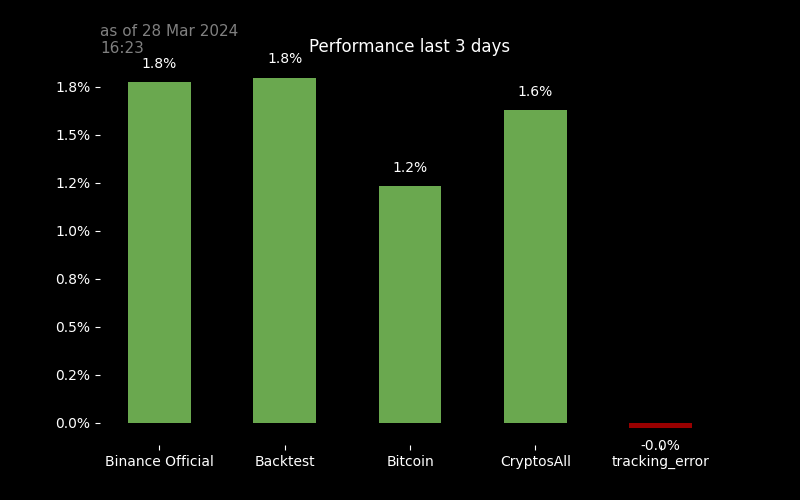 as of 28 Mar 2024
16:23
Performance last 3 days
1.8%
1.8%
1.2%
1.6%
-0.0%
1.8%
1.5%
1.2%
1.0%
0.8%
0.5%
0.2%
0.0%
Binance Official
Backtest
Bitcoin
CryptosAll
tracking_error